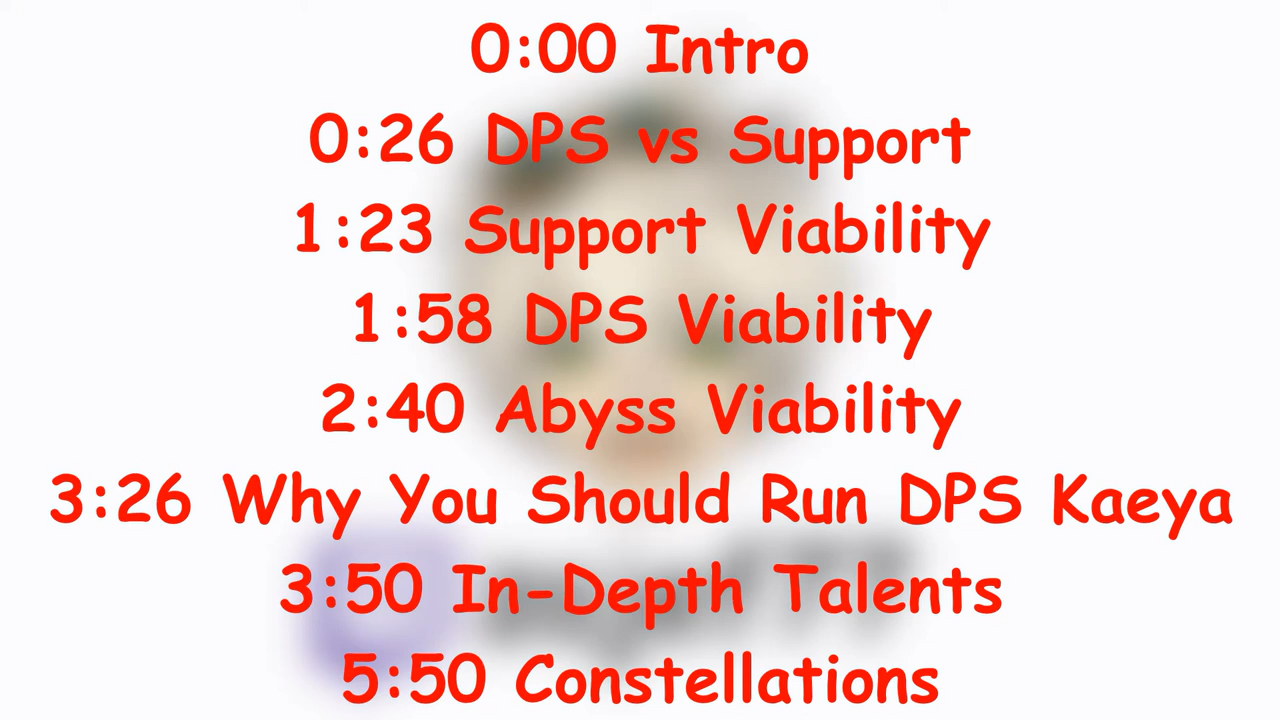 0:00 Intro
0:26 DPS vs Support
1:23 Support Viability
1:58 DPS Viability
2:40 Abyss Viability
3:26 Why You Should Run DPS Kaeya
3:50 In-Depth Talents
5:50 Constellations